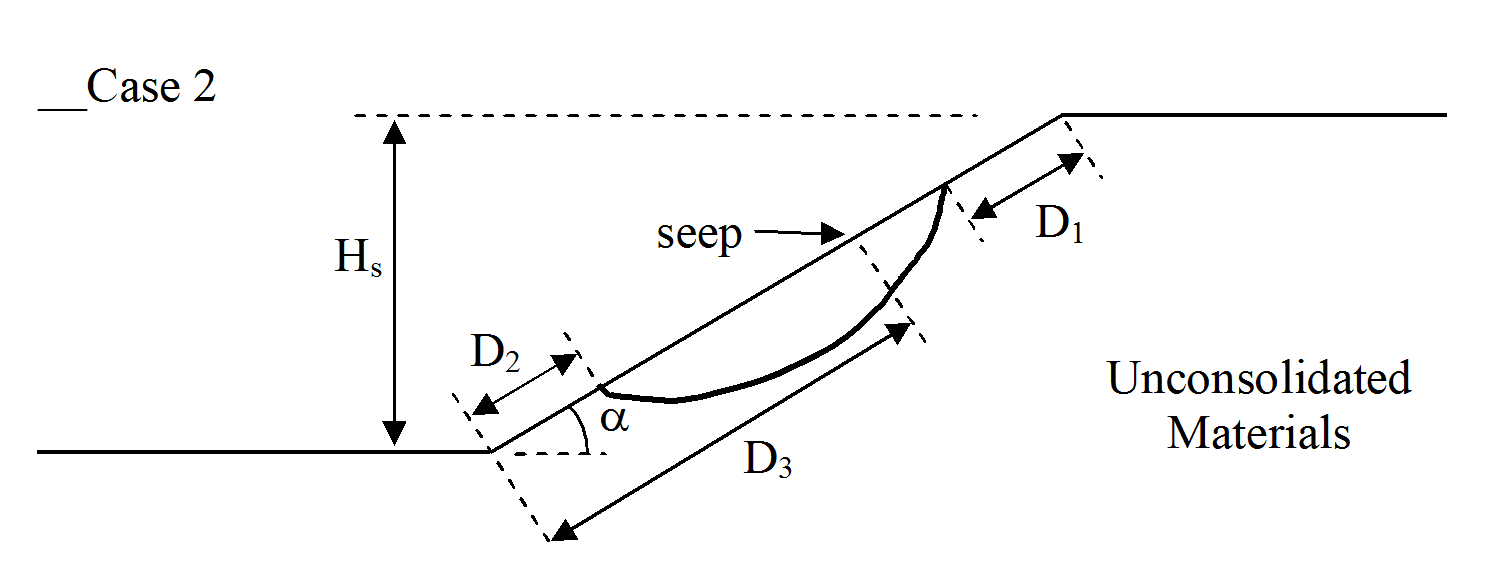 __Case 2
seep
D₁
Hₛ
D₂
α
D₃
Unconsolidated
Materials